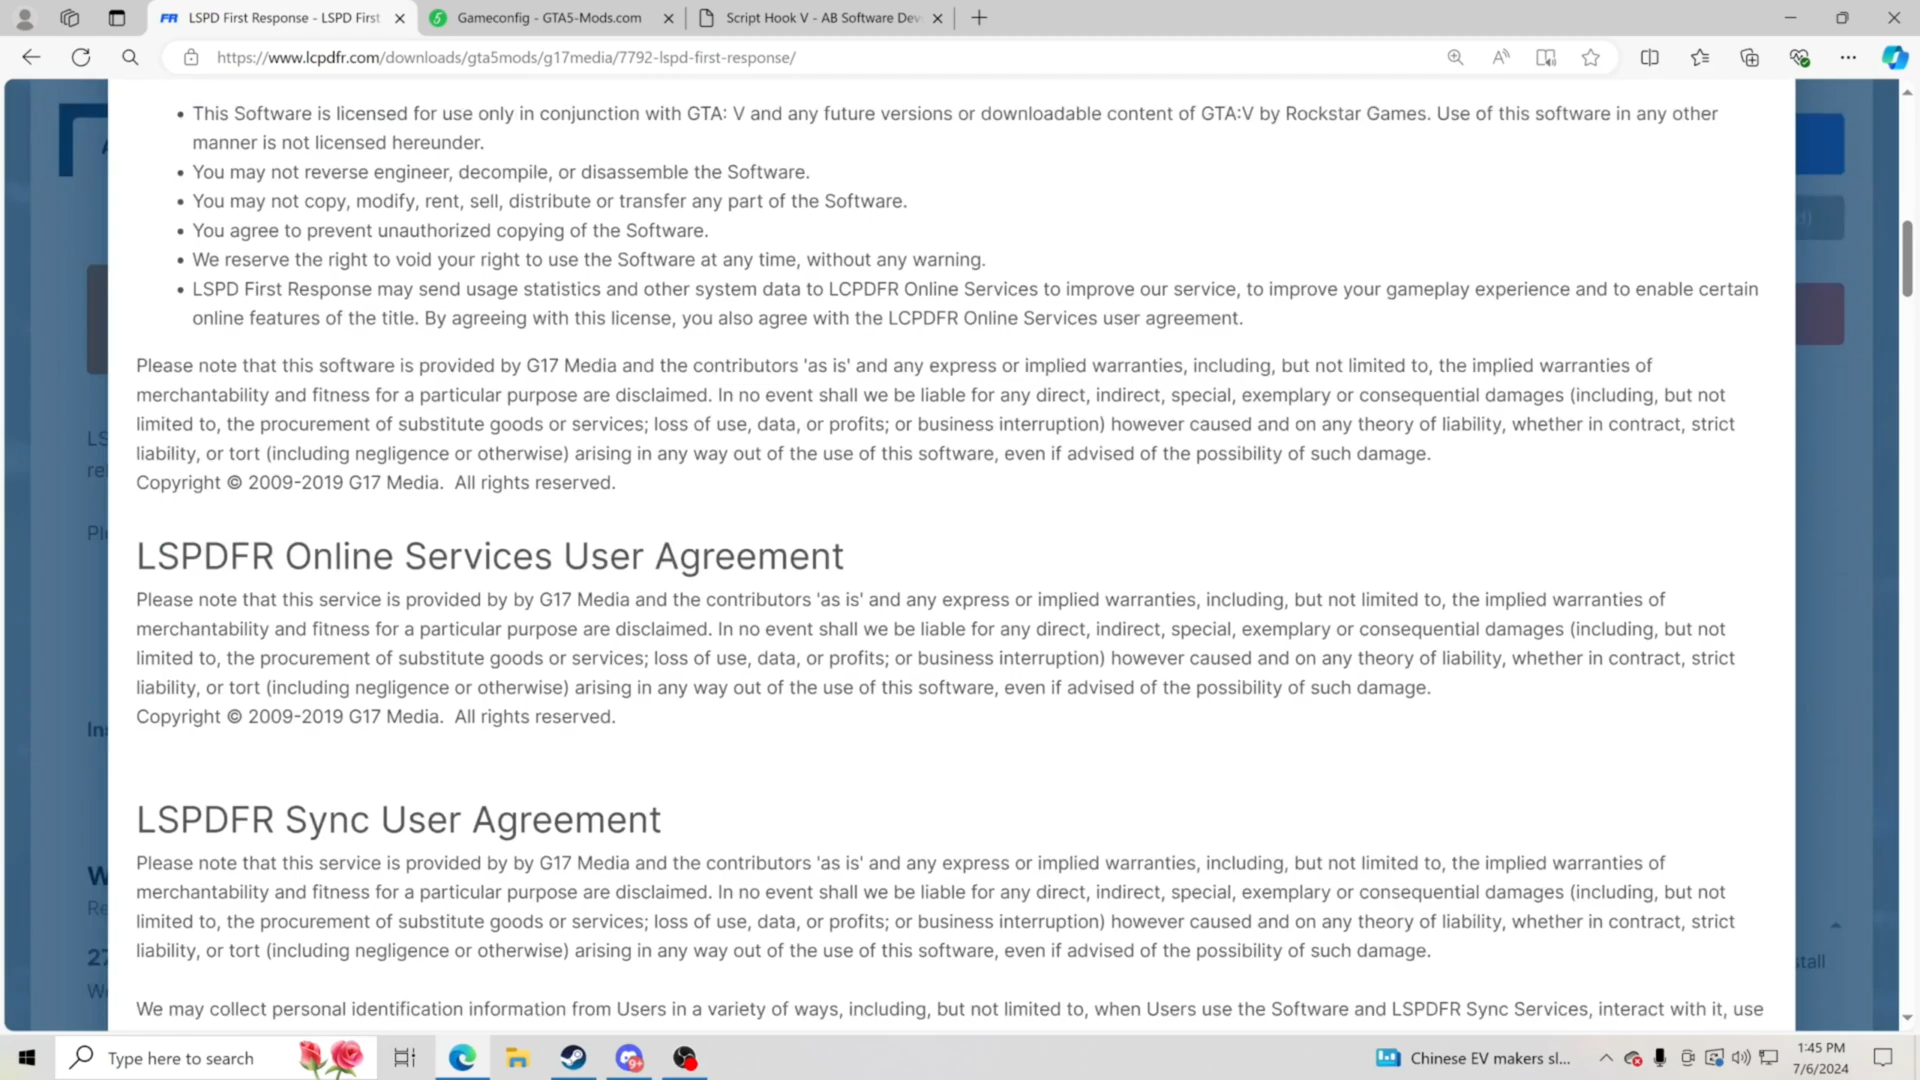 LSPD First Response - LSPD First
Gameconfig - GTA5-Mods.com
Script Hook V - AB Software Dev
https://www.lcpdfr.com/downloads/gta5mods/g17media/7792-lspd-first-response/
• This Software is licensed for use only in conjunction with GTA: V and any future versions or downloadable content of GTA:V by Rockstar Games. Use of this software in any other
manner is not licensed hereunder.
• You may not reverse engineer, decompile, or disassemble the Software.
• You may not copy, modify, rent, sell, distribute or transfer any part of the Software.
• You agree to prevent unauthorized copying of the Software.
• We reserve the right to void your right to use the Software at any time, without any warning.
• LSPD First Response may send usage statistics and other system data to LCPDFR Online Services to improve our service, to improve your gameplay experience and to enable certain
online features of the title. By agreeing with this license, you also agree with the LCPDFR Online Services user agreement.
Please note that this software is provided by G17 Media and the contributors 'as is' and any express or implied warranties, including, but not limited to, the implied warranties of
merchantability and fitness for a particular purpose are disclaimed. In no event shall we be liable for any direct, indirect, special, exemplary or consequential damages (including, but not
limited to, the procurement of substitute goods or services; loss of use, data, or profits; or business interruption) however caused and on any theory of liability, whether in contract, strict
liability, or tort (including negligence or otherwise) arising in any way out of the use of this software, even if advised of the possibility of such damage.
Copyright © 2009-2019 G17 Media.  All rights reserved.
LSPDFR Online Services User Agreement
Please note that this service is provided by by G17 Media and the contributors 'as is' and any express or implied warranties, including, but not limited to, the implied warranties of
merchantability and fitness for a particular purpose are disclaimed. In no event shall we be liable for any direct, indirect, special, exemplary or consequential damages (including, but not
limited to, the procurement of substitute goods or services; loss of use, data, or profits; or business interruption) however caused and on any theory of liability, whether in contract, strict
liability, or tort (including negligence or otherwise) arising in any way out of the use of this software, even if advised of the possibility of such damage.
Copyright © 2009-2019 G17 Media.  All rights reserved.
LSPDFR Sync User Agreement
Please note that this service is provided by by G17 Media and the contributors 'as is' and any express or implied warranties, including, but not limited to, the implied warranties of
merchantability and fitness for a particular purpose are disclaimed. In no event shall we be liable for any direct, indirect, special, exemplary or consequential damages (including, but not
limited to, the procurement of substitute goods or services; loss of use, data, or profits; or business interruption) however caused and on any theory of liability, whether in contract, strict
liability, or tort (including negligence or otherwise) arising in any way out of the use of this software, even if advised of the possibility of such damage.
We may collect personal identification information from Users in a variety of ways, including, but not limited to, when Users use the Software and LSPDFR Sync Services, interact with it, use
Type here to search
Chinese EV makers sl...
1:45 PM
7/6/2024